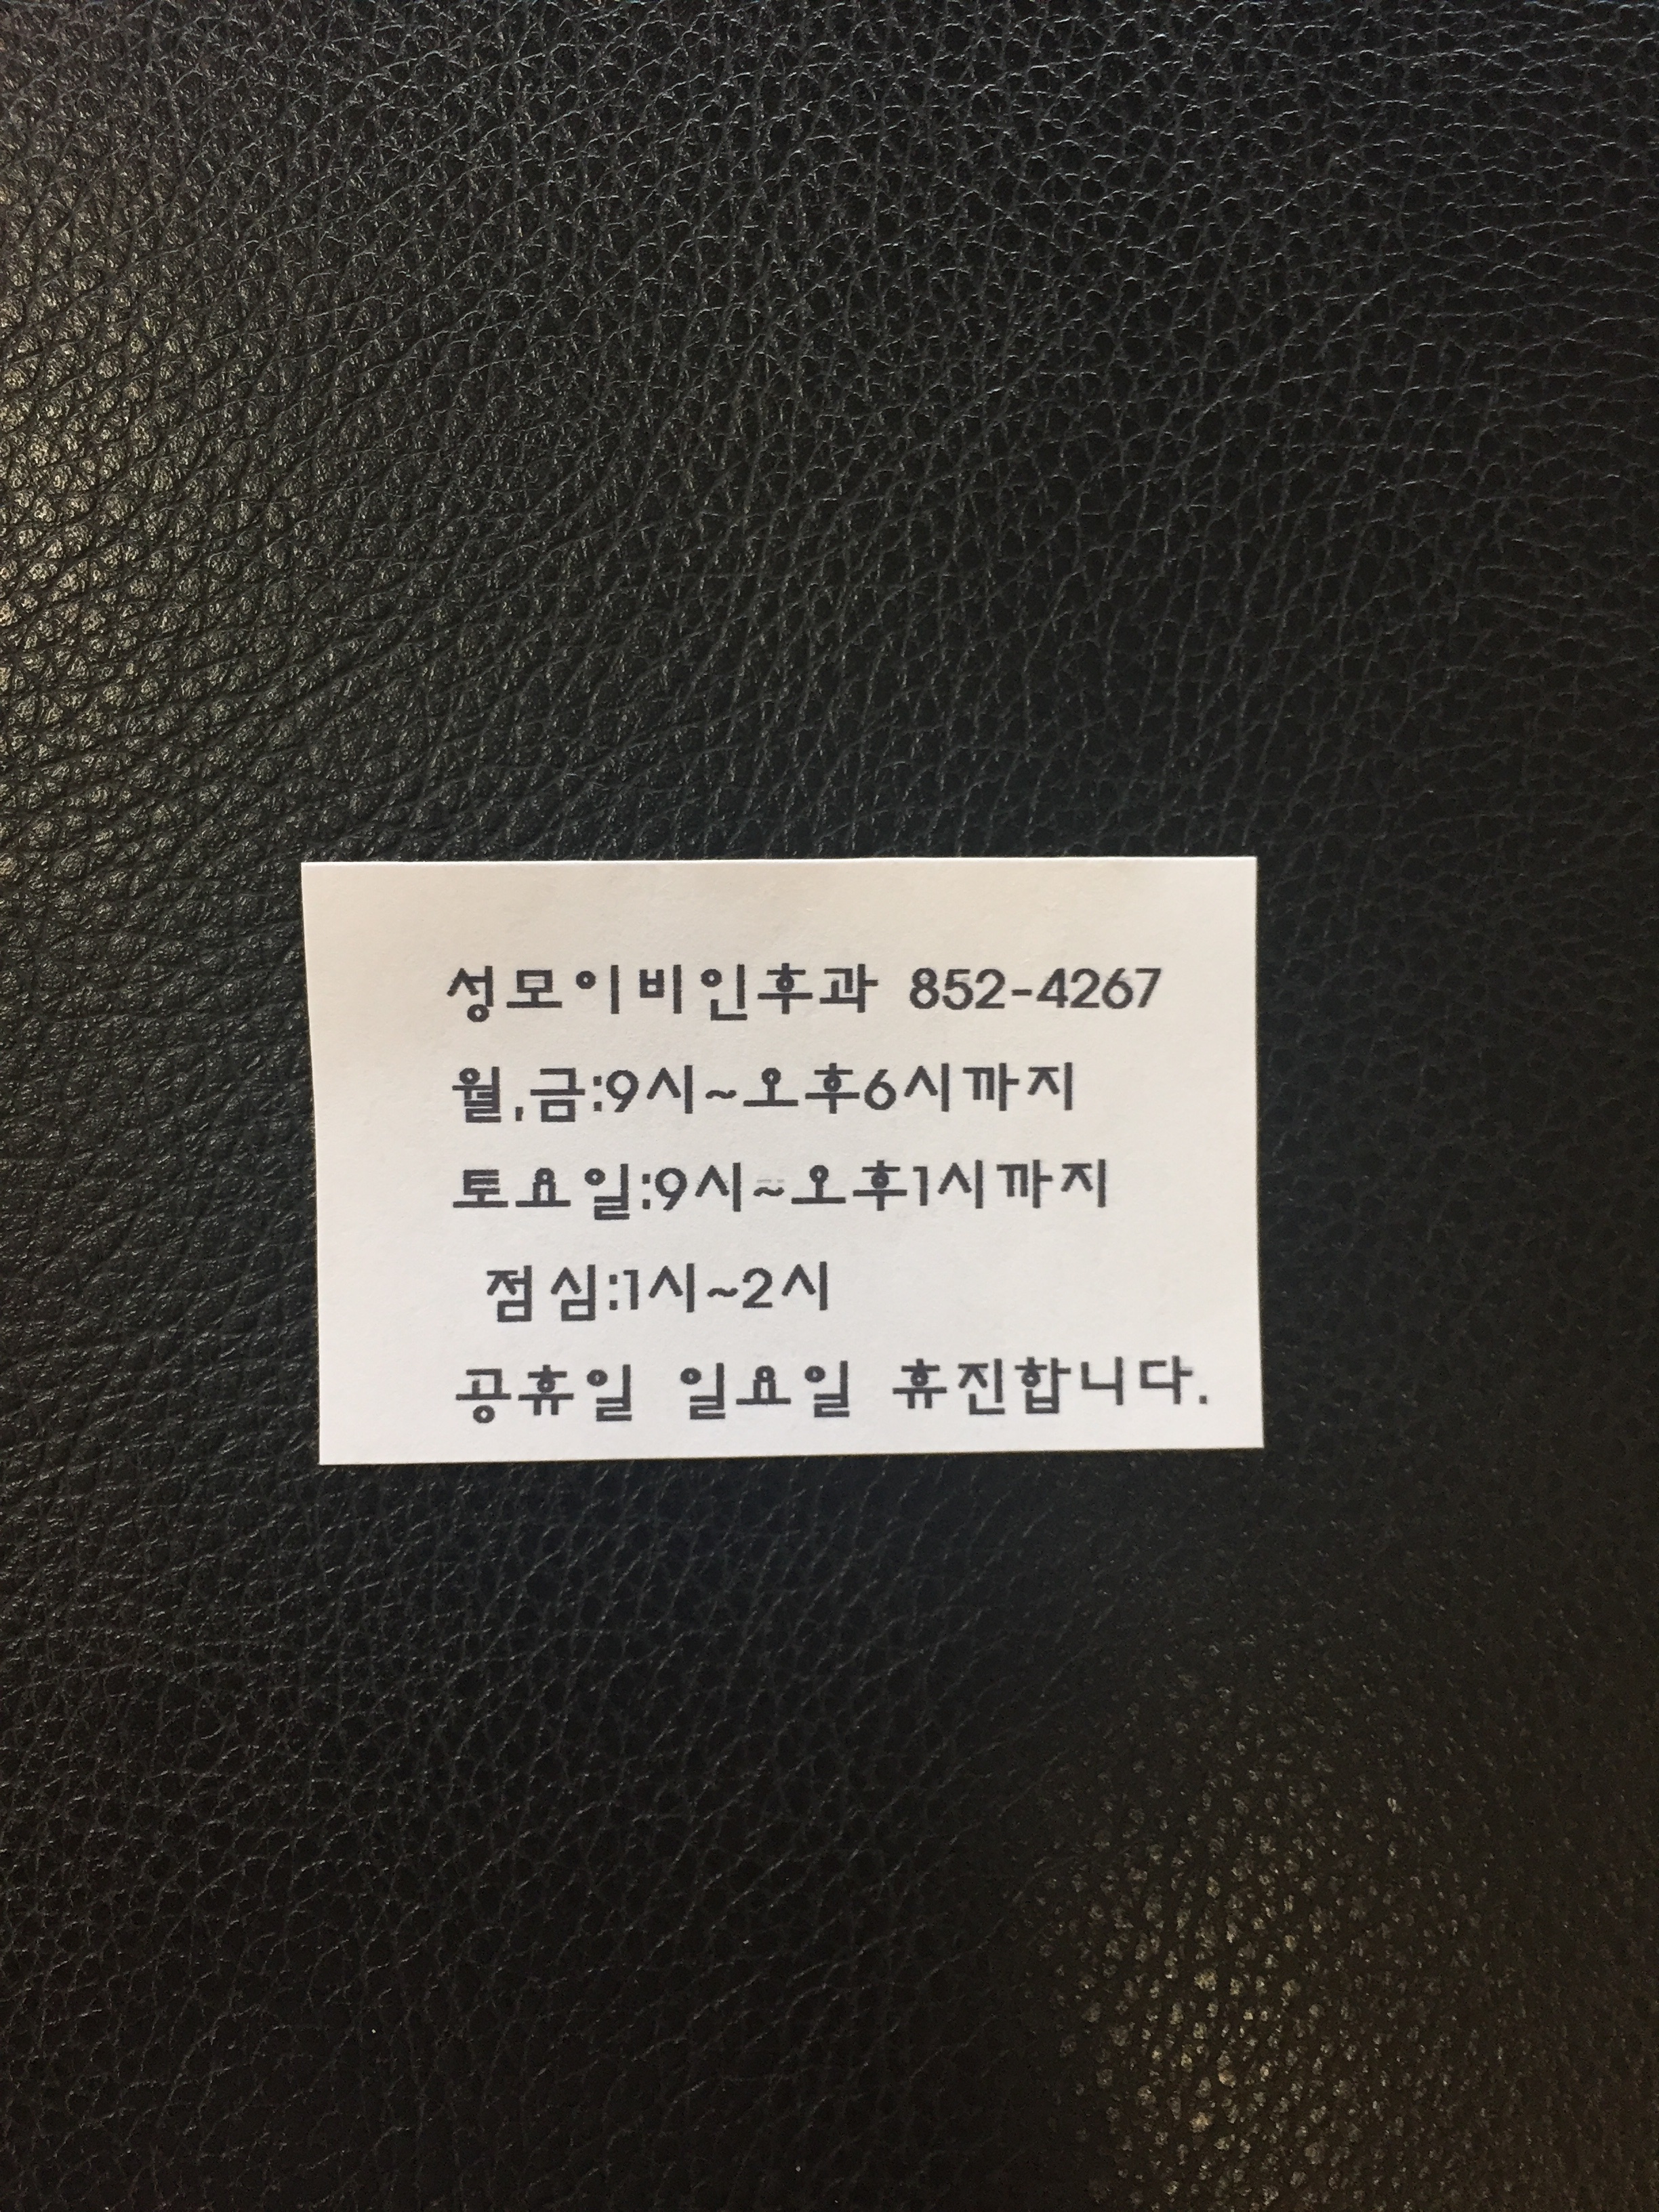 성모이비인후과 852-4267
월,금:9시~오후6시까지
토요일:9시~오후1시까지
점심:1시~2시
공휴일 일요일 휴진합니다.